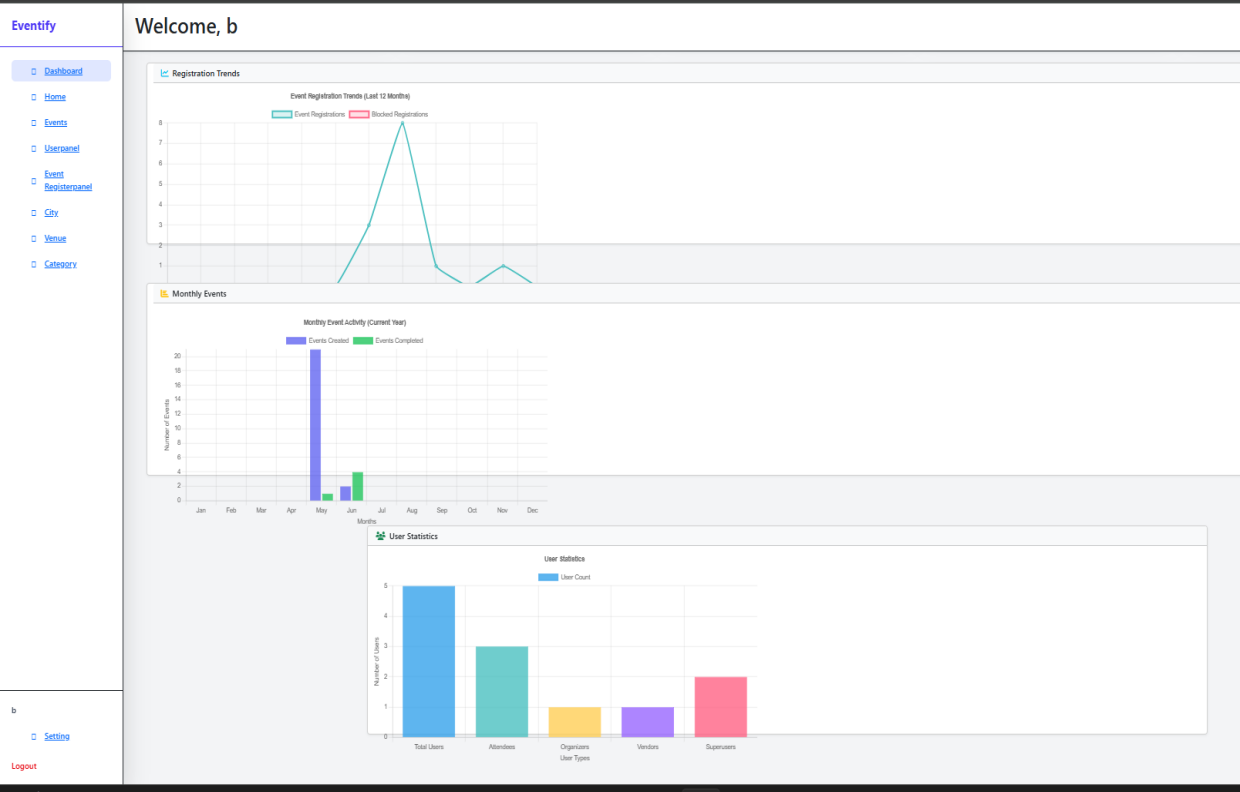 Eventify
Welcome, b
Dashboard
Home
Events
Userpanel
Event
Registerpanel
City
Venue
Category
b
Setting
Logout
Registration Trends
Event Registration Trends (Last 12 Months)
Event Registrations Blocked Registrations
8
7
6
5
4
3
2
1
Monthly Events
Monthly Event Activity (Current Year)
Events Created Events Completed
Number of Events
20
18
16
14
12
10
8
6
4
2
0
Jan Feb Mar Apr May Jun Jul Aug Sep Oct Nov Dec
Months
User Statistics
User Statistics
User Count
Number of Users
5
4
3
2
1
0
Total Users Attendees Organizers Vendors Superusers
User Types